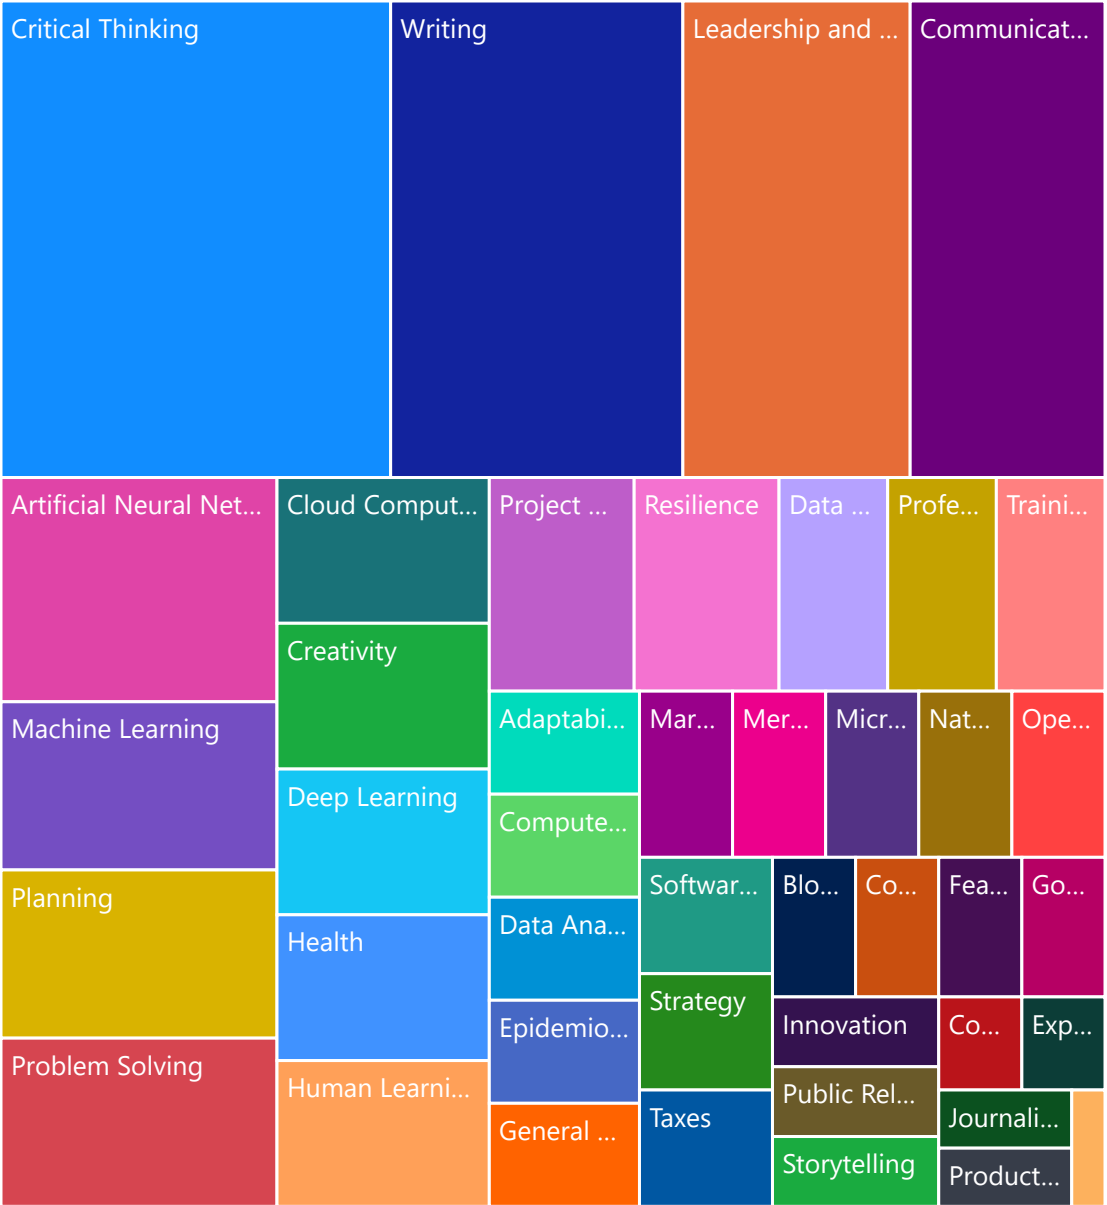 Critical Thinking
Writing
Leadership and ...
Communicat...
Artificial Neural Net...
Cloud Comput...
Project ...
Resilience
Data ...
Profe...
Traini...
Creativity
Machine Learning
Adaptabi...
Mar...
Mer...
Micr...
Nat...
Ope...
Deep Learning
Compute...
Planning
Softwar...
Blo...
Co...
Fea...
Go...
Data Ana...
Health
Strategy
Innovation
Co...
Exp...
Epidemio...
Problem Solving
Human Learni...
Public Rel...
General ...
Taxes
Journali...
Storytelling
Product...